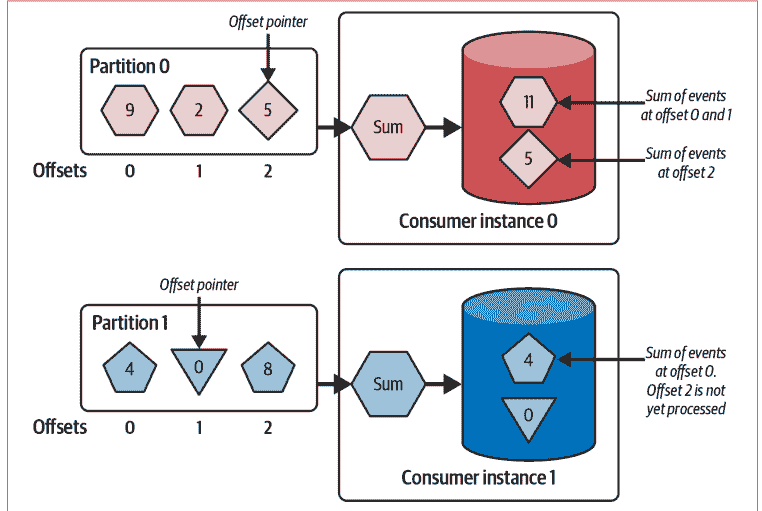 Offset pointer
Partition 0
9 2 5
Offsets 0 1 2
Sum
11
5
Sum of events
at offset 0 and 1
Sum of events
at offset 2
Consumer instance 0
Offset pointer
Partition 1
4 0 8
Offsets 0 1 2
Sum
4
0
Sum of events
at offset 0.
Offset 2 is not
yet processed
Consumer instance 1